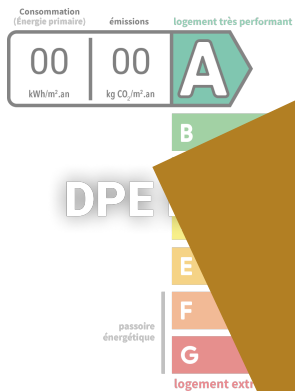 Consommation
(Énergie primaire)
émissions
logement très performant
00
00
A
kWh/m².an
kg CO₂/m².an
B
DPE
E
F
passoire
énergétique
G
logement